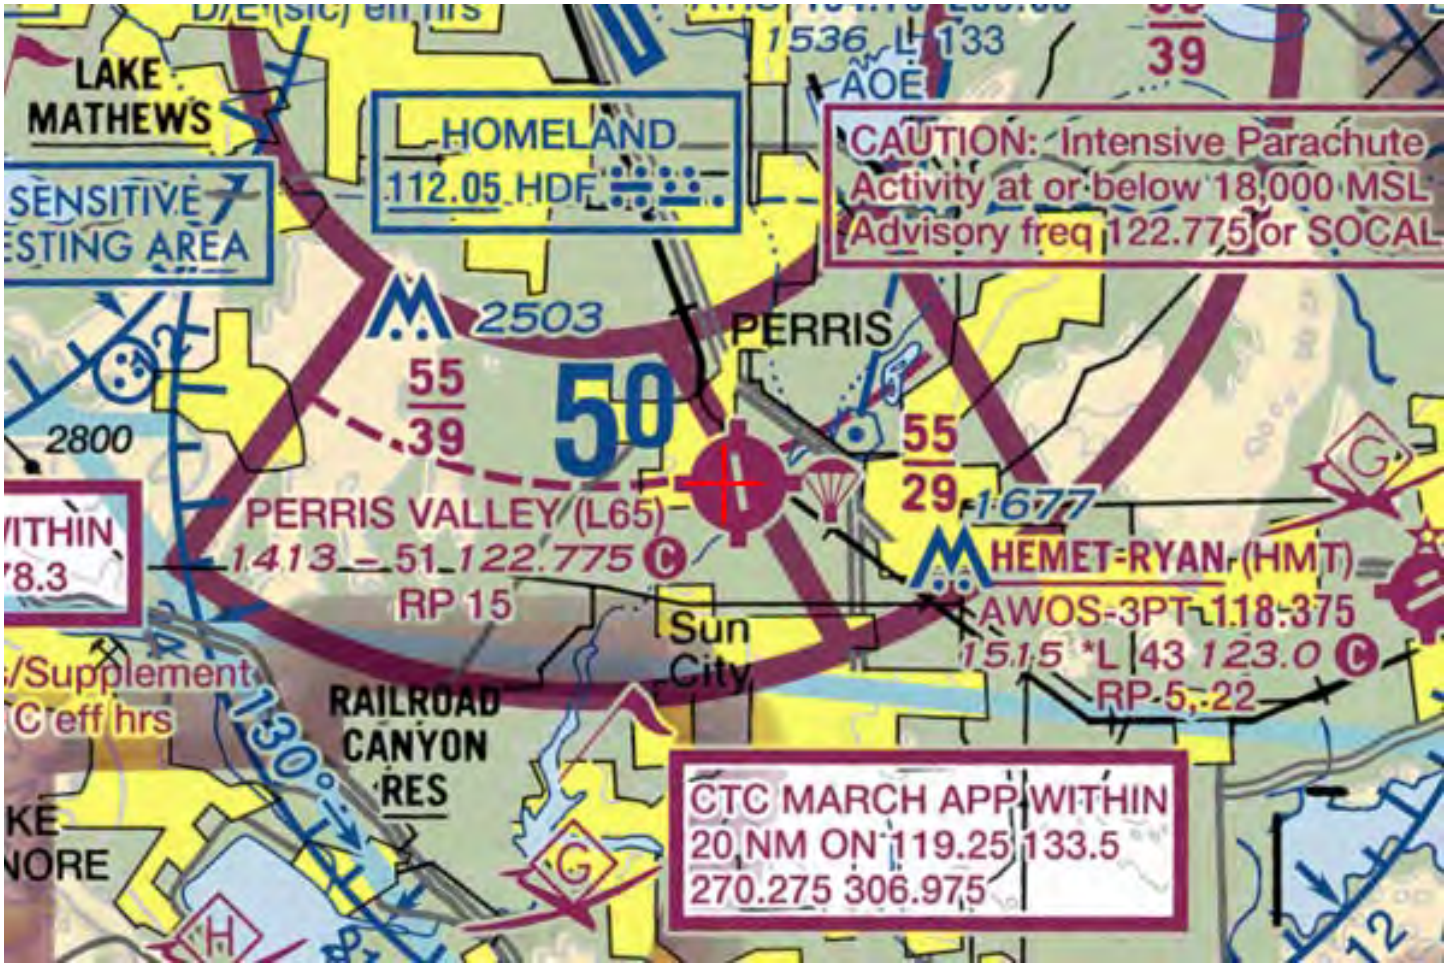 D/E (sfc) eff hrs
1536 L 133
AOE
39
LAKE
MATHEWS
HOMELAND
112.05 HDF
CAUTION: Intensive Parachute
Activity at or below 18,000 MSL
Advisory freq 122.775 or SOCAL
SENSITIVE
ESTING AREA
2503
PERRIS
55
39
50
2800
55
29
1677
G
PERRIS VALLEY (L65)
1413 - 51 122.775 C
RP 15
WITHIN
78.3
HEMET-RYAN (HMT)
AWOS-3PT 118.375
1515 *L 43 123.0 C
RP 5, 22
Sun
City
s/Supplement
C eff hrs
130°
RAILROAD
CANYON
RES
CTC MARCH APP WITHIN
20 NM ON 119.25 133.5
270.275 306.975
KE
NORE
G
H
21
12